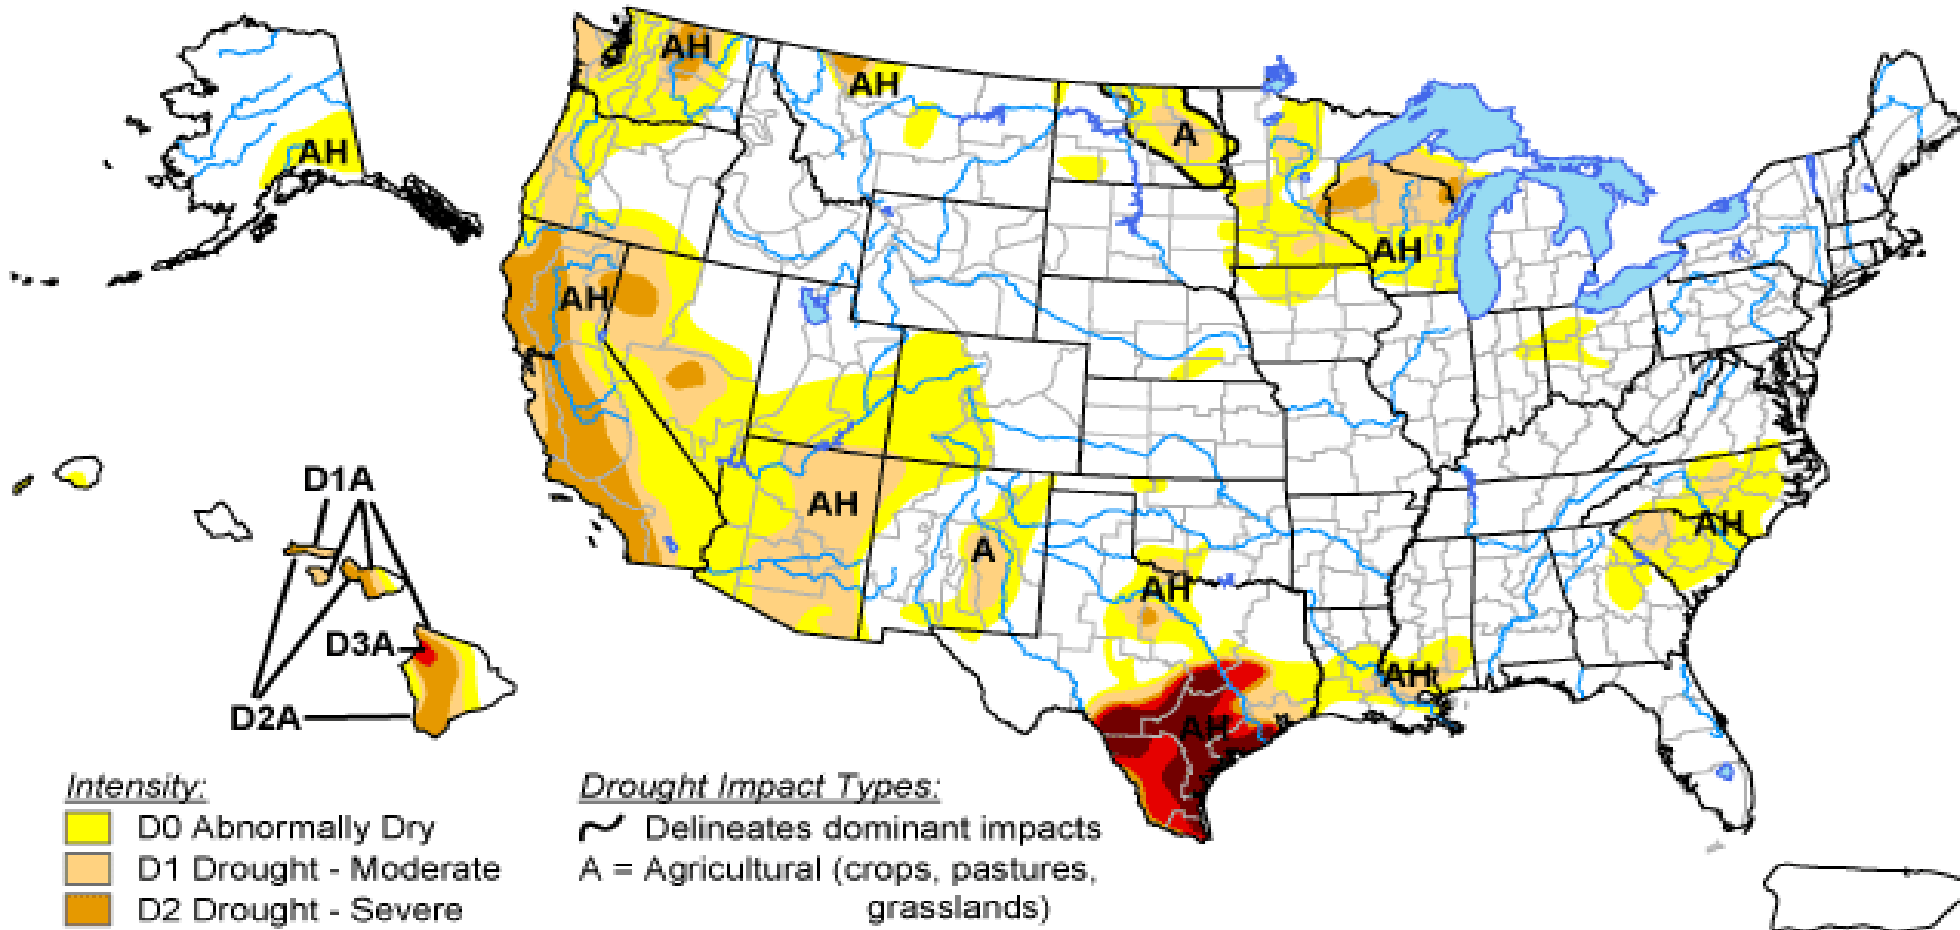 AH
AH
A
AH
AH
AH
D1A
AH
AH
A
AH
D3A
AH
AH
D2A
Intensity:
D0 Abnormally Dry
D1 Drought - Moderate
D2 Drought - Severe
Drought Impact Types:
Delineates dominant impacts
A = Agricultural (crops, pastures,
grasslands)